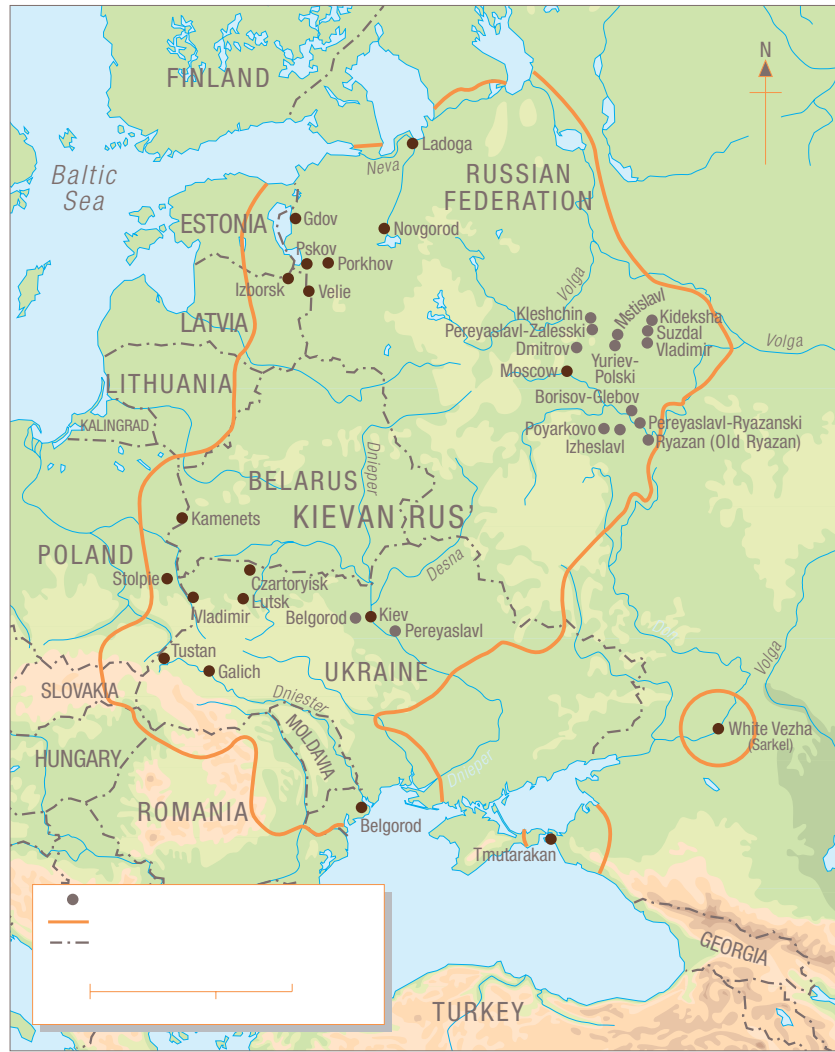 FINLAND
N
Baltic
Sea
Ladoga
Neva
RUSSIAN
FEDERATION
ESTONIA
Gdov
Novgorod
Pskov
Porkhov
Izborsk
Velie
Volga
LATVIA
Kleshchin
Mstislavl
Kideksha
Pereyaslavl-Zalesski
Suzdal
Dmitrov
Vladimir
Volga
Yuriev-
Polski
Moscow
LITHUANIA
Borisov-Glebov
KALINGRAD
Pereyaslavl-Ryazanski
Poyarkovo
Izheslavl
Ryazan (Old Ryazan)
Dnieper
BELARUS
KIEVAN RUS’
Kamenets
POLAND
Desna
Stolpie
Czartoryisk
Lutsk
Vladimir
Belgorod
Kiev
Pereyaslavl
Don
Tustan
Galich
UKRAINE
Volga
SLOVAKIA
Dniester
MOLDAVIA
White Vezha
(Sarkel)
HUNGARY
Dnieper
ROMANIA
Belgorod
Tmutarakan
GEORGIA
TURKEY